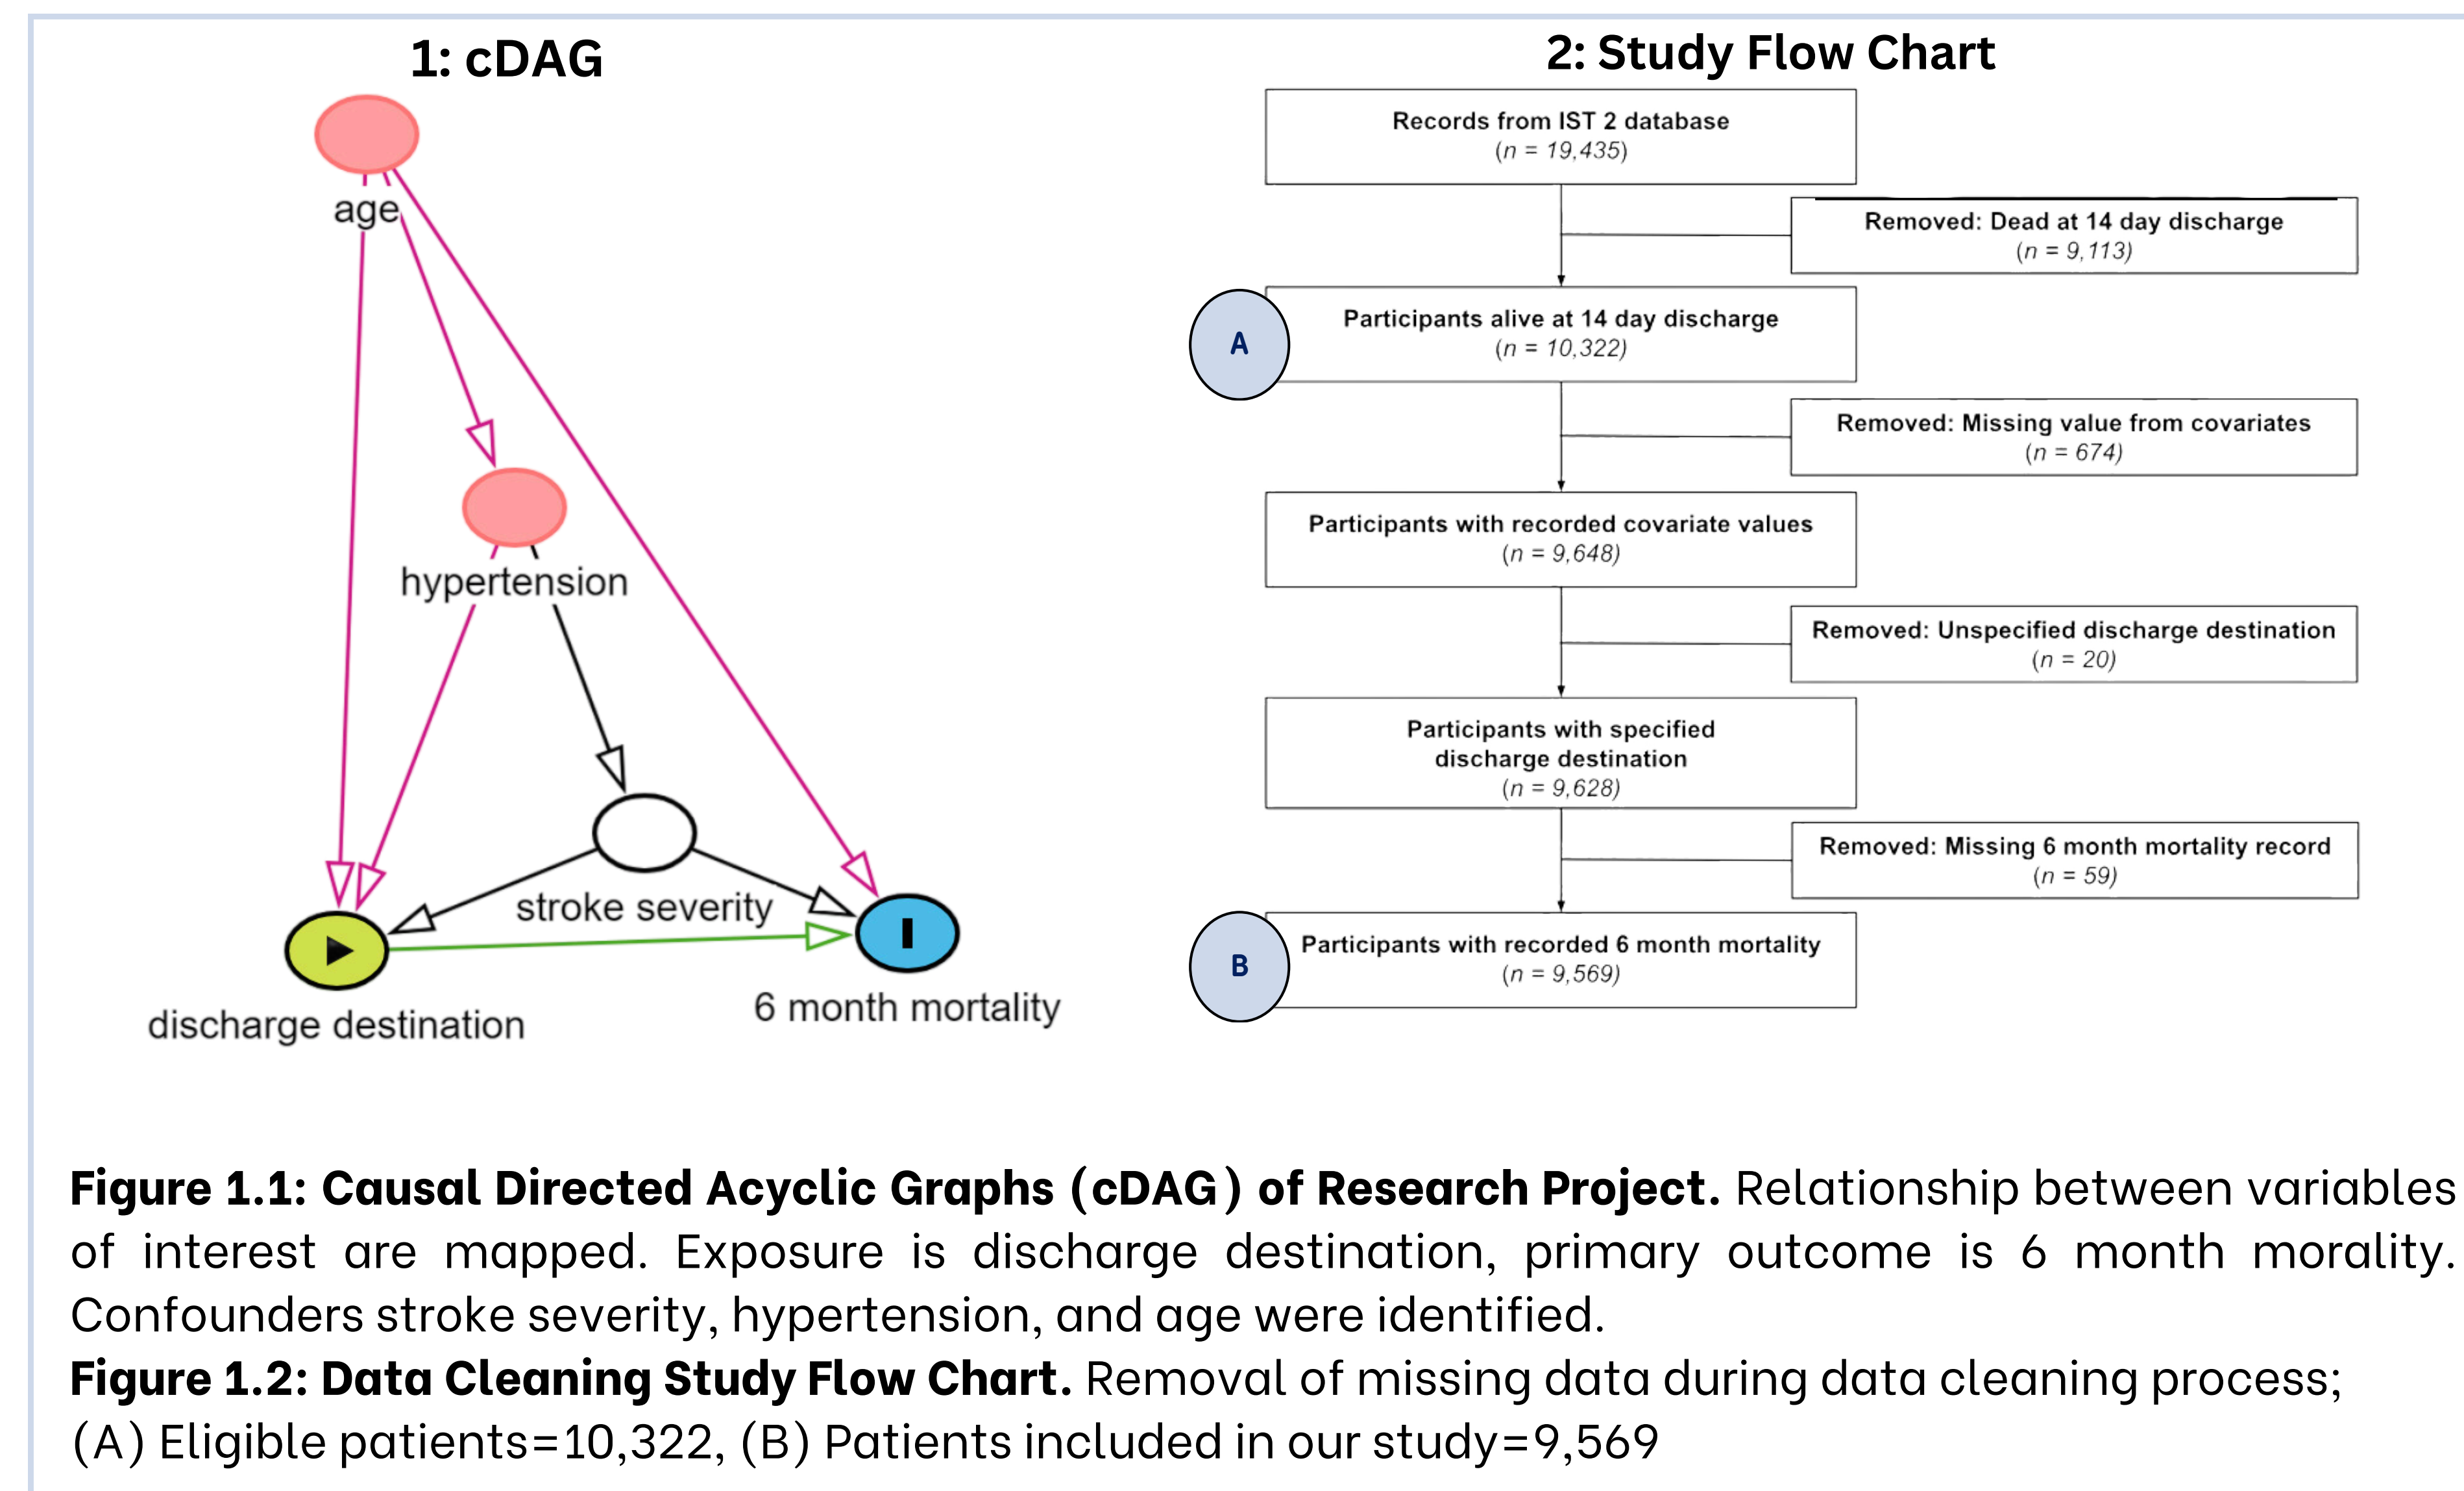 1: cDAG
age
hypertension
stroke severity
discharge destination
6 month mortality
2: Study Flow Chart
Records from IST 2 database
(n = 19,435)
Removed: Dead at 14 day discharge
(n = 9,113)
A
Participants alive at 14 day discharge
(n = 10,322)
Removed: Missing value from covariates
(n = 674)
Participants with recorded covariate values
(n = 9,648)
Removed: Unspecified discharge destination
(n = 20)
Participants with specified
discharge destination
(n = 9,628)
Removed: Missing 6 month mortality record
(n = 59)
B
Participants with recorded 6 month mortality
(n = 9,569)
Figure 1.1: Causal Directed Acyclic Graphs (cDAG) of Research Project. Relationship between variables
of interest are mapped. Exposure is discharge destination, primary outcome is 6 month morality.
Confounders stroke severity, hypertension, and age were identified.
Figure 1.2: Data Cleaning Study Flow Chart. Removal of missing data during data cleaning process;
(A) Eligible patients=10,322, (B) Patients included in our study=9,569